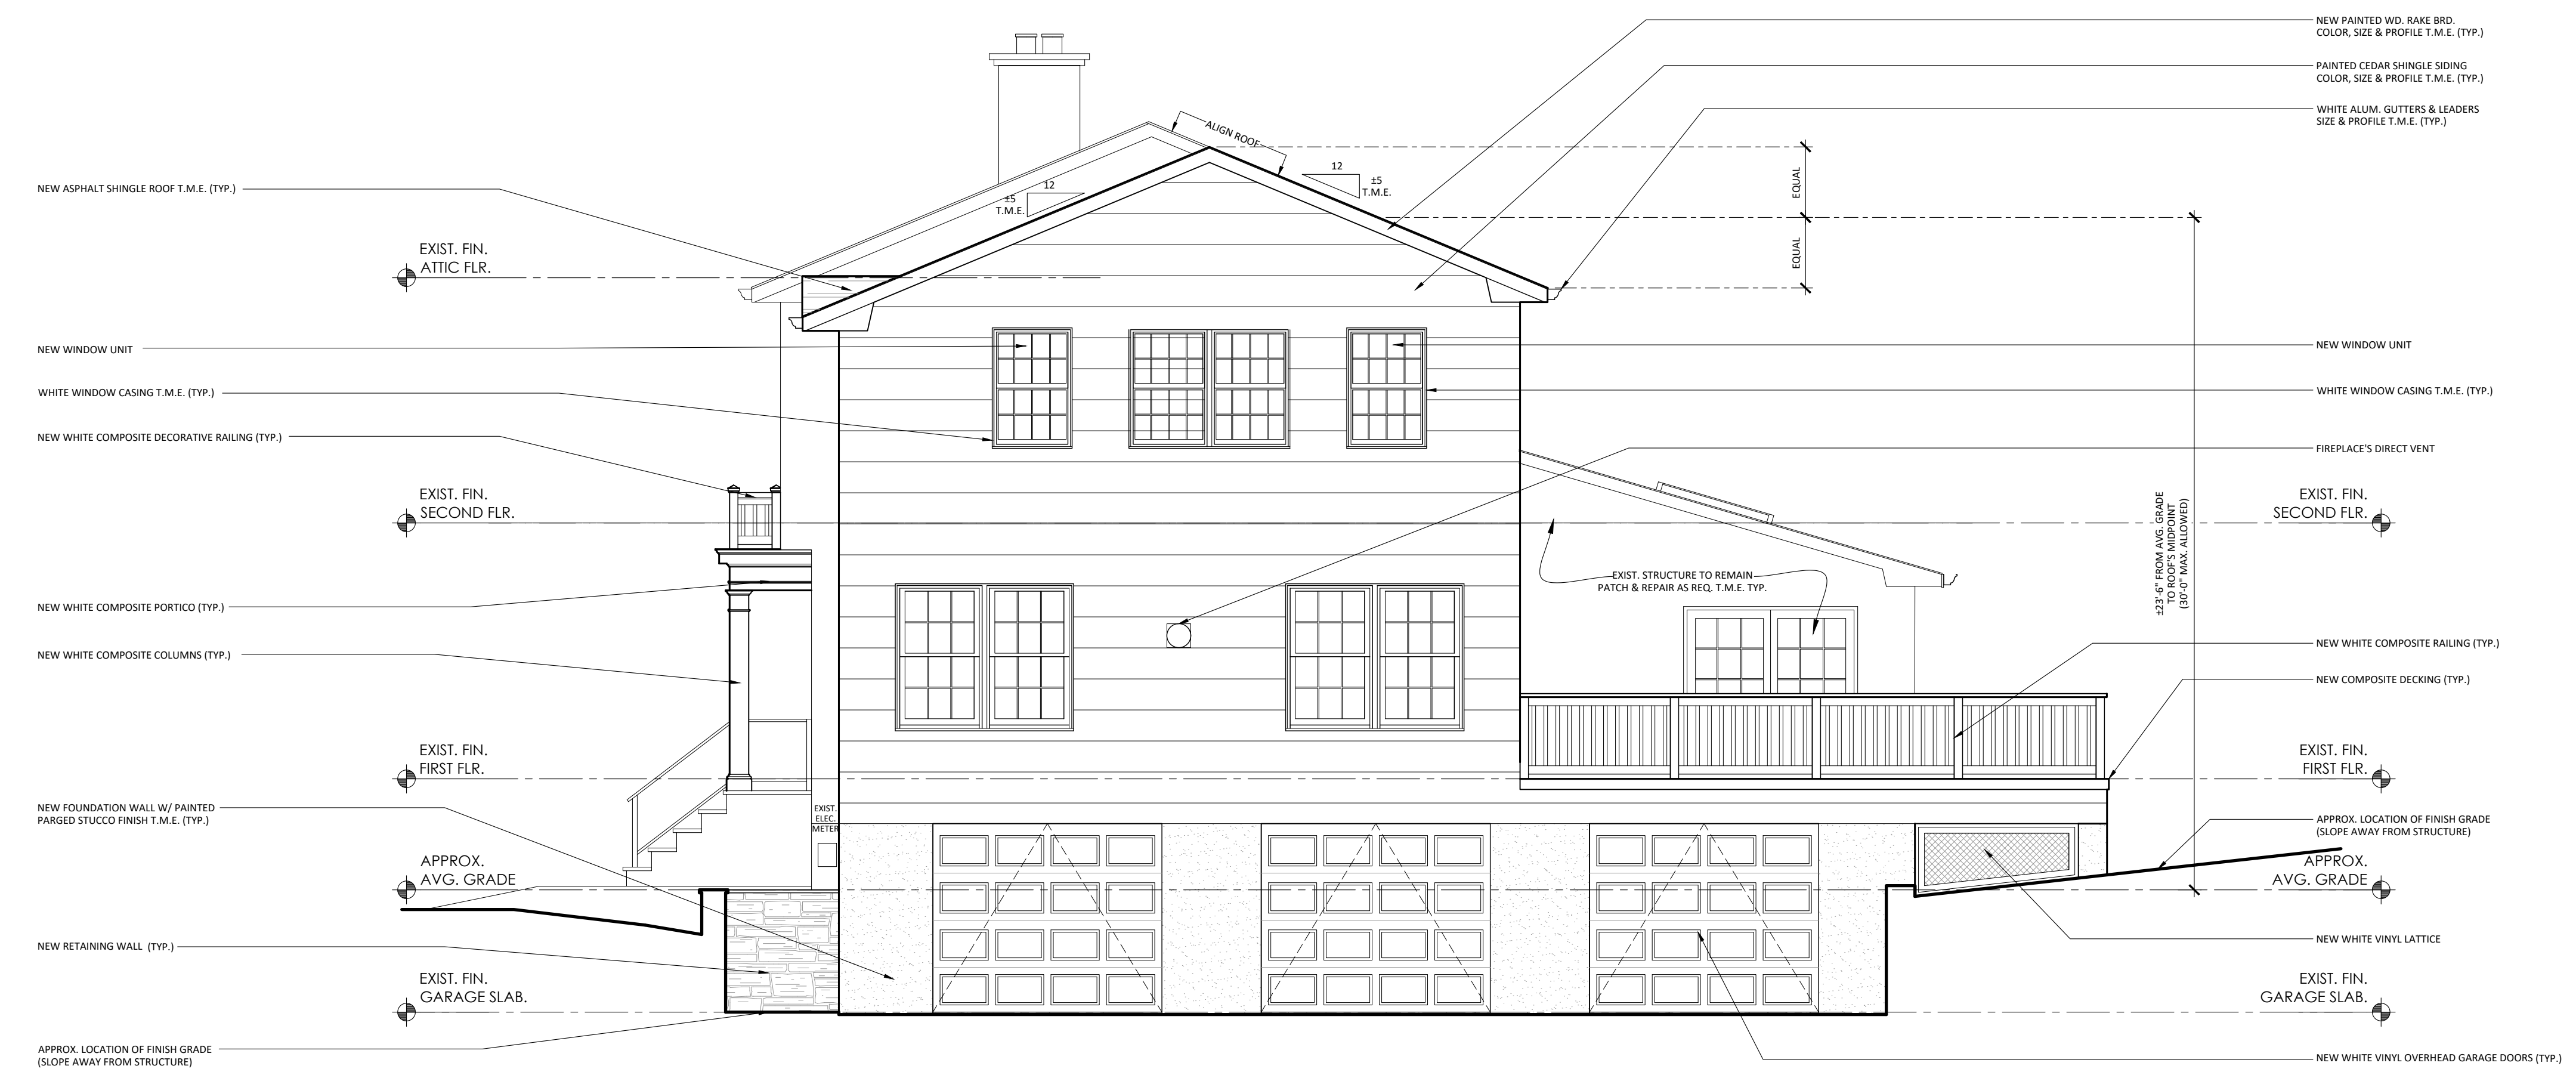 NEW PAINTED WD. RAKE BRD.
COLOR, SIZE & PROFILE T.M.E. (TYP.)
PAINTED CEDAR SHINGLE SIDING
COLOR, SIZE & PROFILE T.M.E. (TYP.)
WHITE ALUM. GUTTERS & LEADERS
SIZE & PROFILE T.M.E. (TYP.)
ALIGN ROOF
12
±5
T.M.E.
12
±5
T.M.E.
EQUAL
EQUAL
NEW ASPHALT SHINGLE ROOF T.M.E. (TYP.)
EXIST. FIN.
ATTIC FLR.
NEW WINDOW UNIT
NEW WINDOW UNIT
WHITE WINDOW CASING T.M.E. (TYP.)
WHITE WINDOW CASING T.M.E. (TYP.)
NEW WHITE COMPOSITE DECORATIVE RAILING (TYP.)
FIREPLACE'S DIRECT VENT
EXIST. FIN.
SECOND FLR.
EXIST. FIN.
SECOND FLR.
±23'-6" FROM AVG. GRADE
TO ROOF'S MIDPOINT
(30'-0" MAX. ALLOWED)
EXIST. STRUCTURE TO REMAIN
PATCH & REPAIR AS REQ. T.M.E. TYP.
NEW WHITE COMPOSITE PORTICO (TYP.)
NEW WHITE COMPOSITE COLUMNS (TYP.)
NEW WHITE COMPOSITE RAILING (TYP.)
NEW COMPOSITE DECKING (TYP.)
EXIST. FIN.
FIRST FLR.
EXIST. FIN.
FIRST FLR.
NEW FOUNDATION WALL W/ PAINTED
PARGED STUCCO FINISH T.M.E. (TYP.)
EXIST.
ELEC.
METER
APPROX. LOCATION OF FINISH GRADE
(SLOPE AWAY FROM STRUCTURE)
APPROX.
AVG. GRADE
APPROX.
AVG. GRADE
NEW RETAINING WALL (TYP.)
NEW WHITE VINYL LATTICE
EXIST. FIN.
GARAGE SLAB.
EXIST. FIN.
GARAGE SLAB.
APPROX. LOCATION OF FINISH GRADE
(SLOPE AWAY FROM STRUCTURE)
NEW WHITE VINYL OVERHEAD GARAGE DOORS (TYP.)